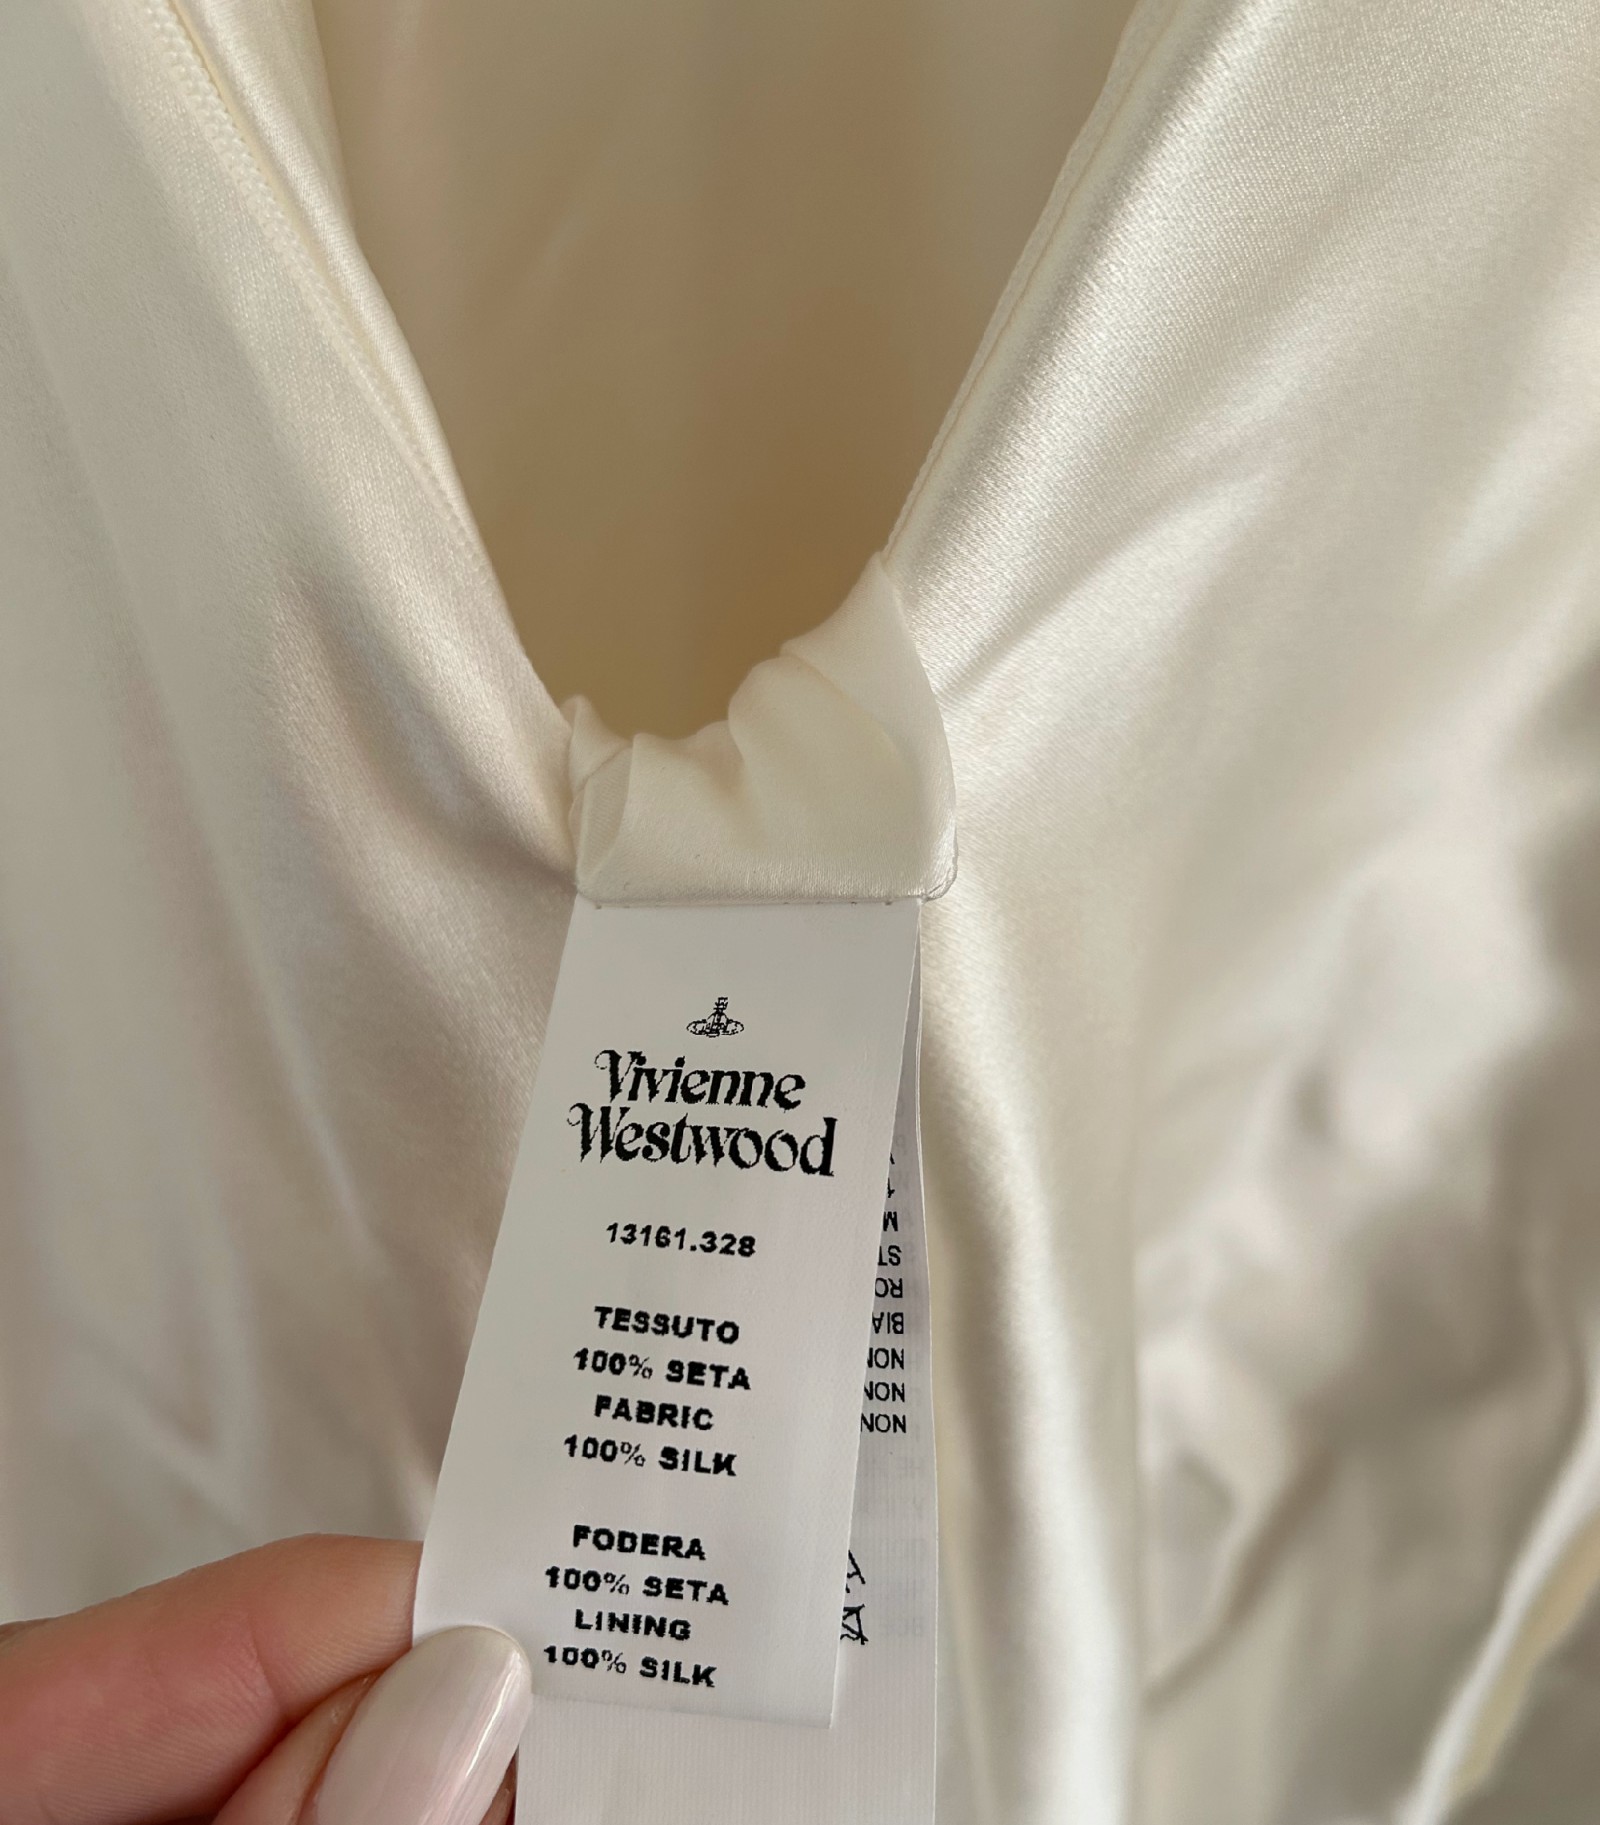 Vivienne
Westwood
13161.328
TESSUTO
100% SETA
FABRIC
100% SILK
FODERA
100% SETA
LINING
100% SILK